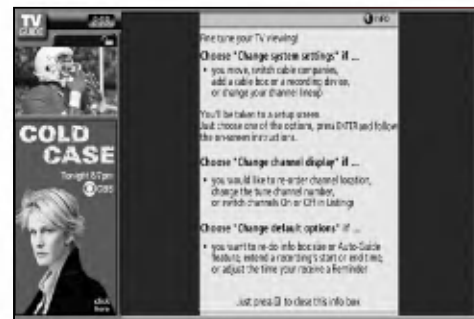 TV
GUIDE
INFO
Fine tune your TV viewing!
Choose "Change system settings" if ...
• you move, switch cable companies,
add a cable box or a recording device,
or change your channel lineup
You'll be taken to a setup screen.
Just choose one of the options, press ENTER and follow
the on-screen instructions.
Choose "Change channel display" if ...
• you would like to re-order channel location,
change the tune channel number,
or switch channels On or Off in Listings
Choose "Change default options" if ...
• you want to re-do info box size or Auto-Guide
feature, extend a recording's start or end time,
or adjust the time your receive a Reminder
Just press to close this info box
COLD
CASE
Tonight 8/7pm
CBS
click
here